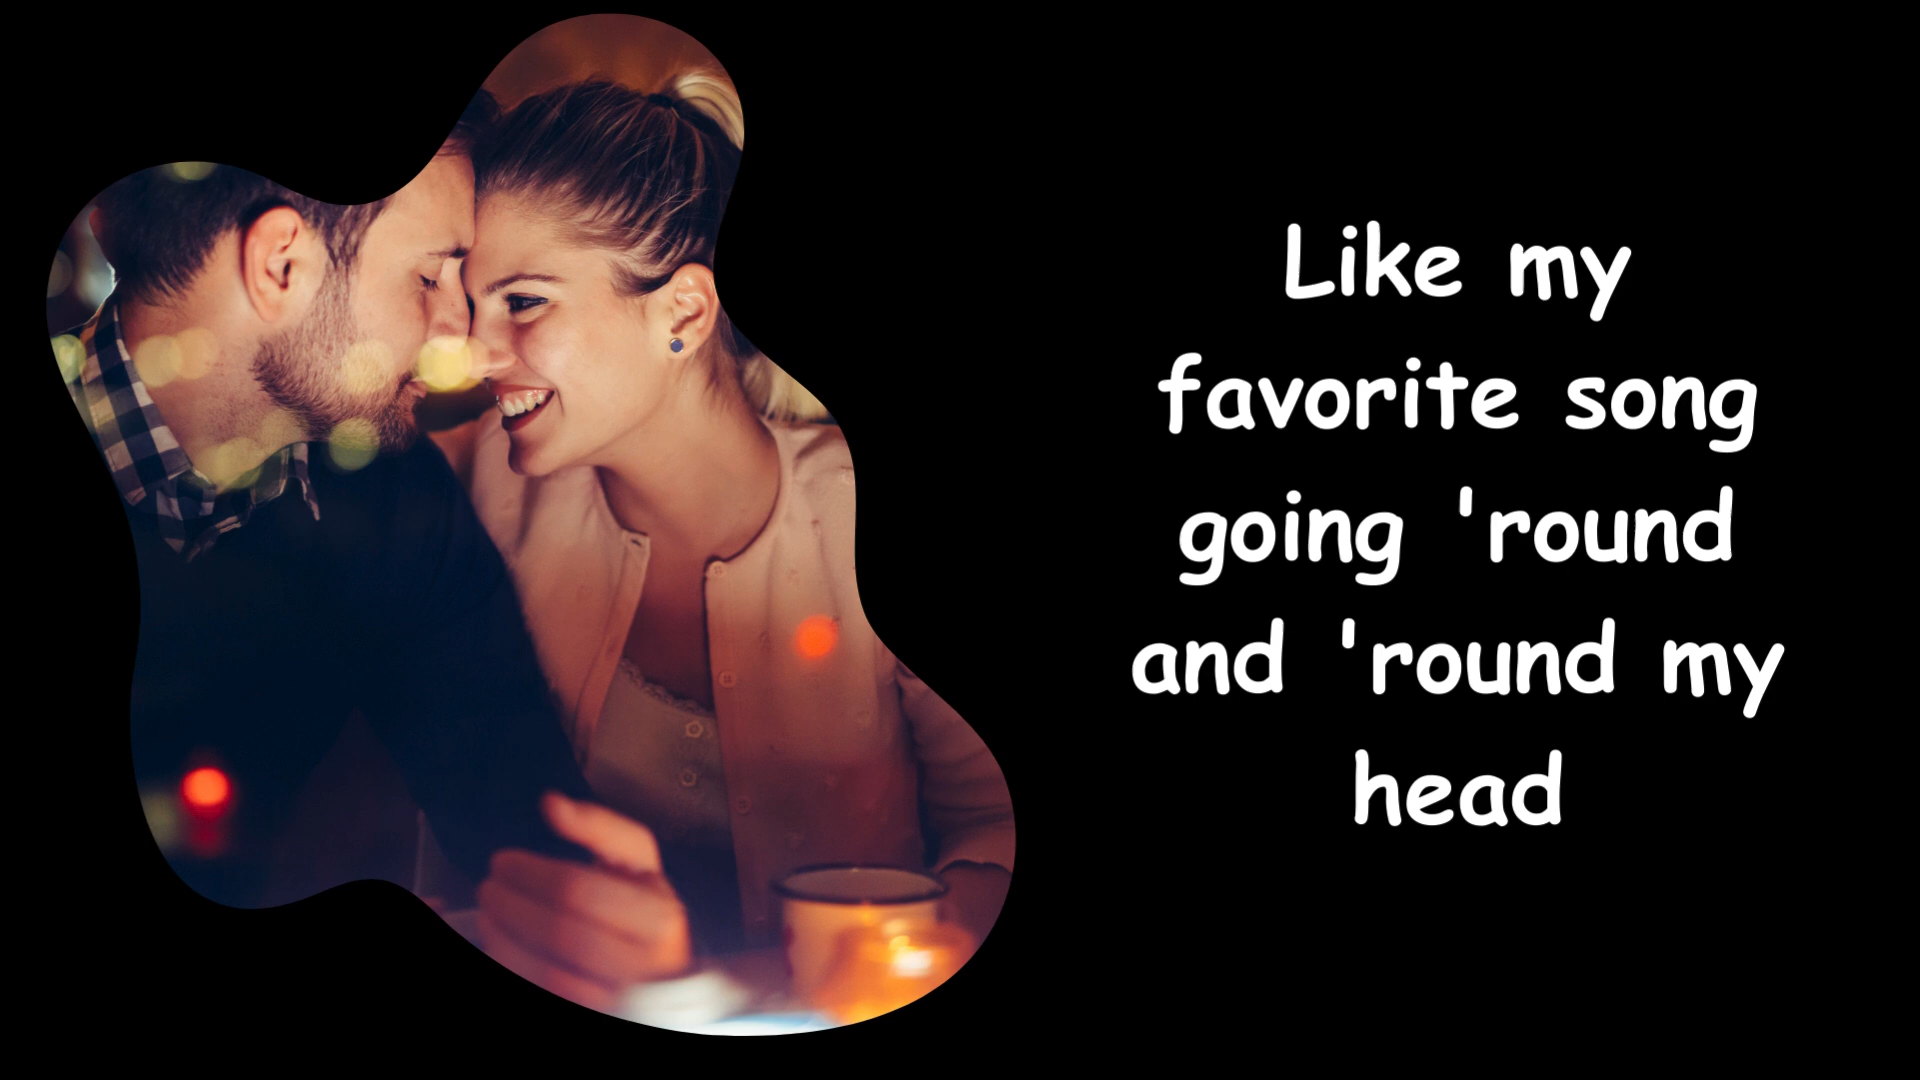 Like my
favorite song
going 'round
and 'round my
head